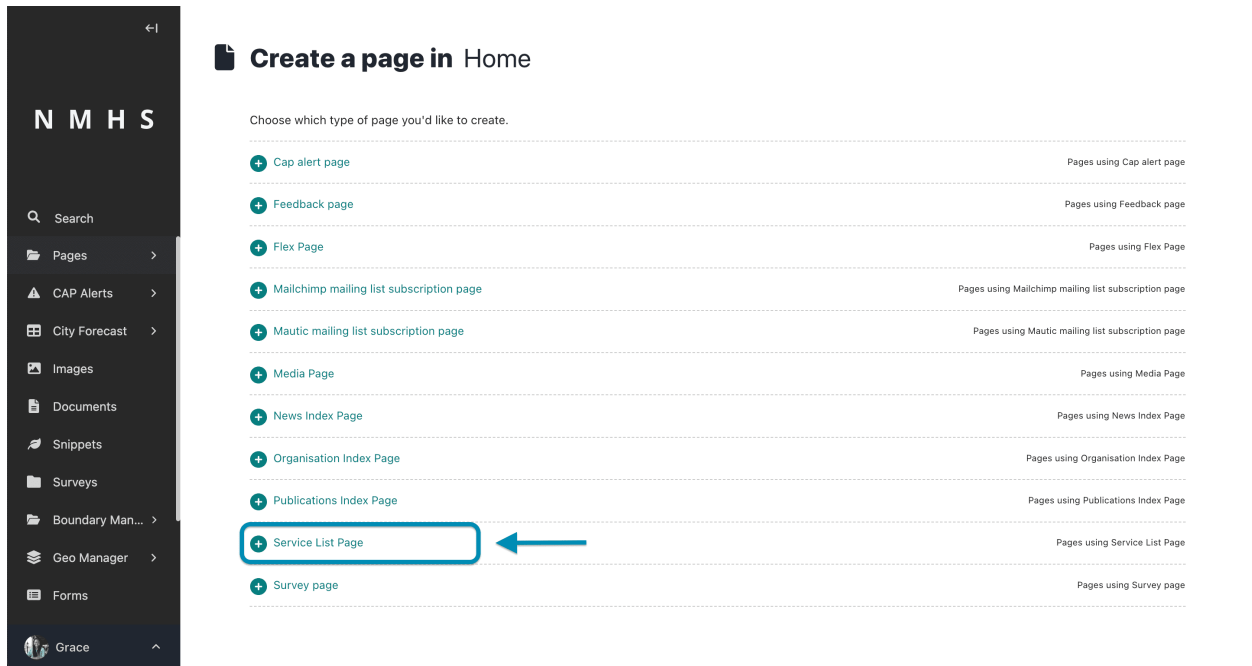 NMHS
Search
Pages
CAP Alerts
City Forecast
Images
Documents
Snippets
Surveys
Boundary Man...
Geo Manager
Forms
Grace
Create a page in Home
Choose which type of page you'd like to create.
Cap alert page Pages using Cap alert page
Feedback page Pages using Feedback page
Flex Page Pages using Flex Page
Mailchimp mailing list subscription page Pages using Mailchimp mailing list subscription page
Mautic mailing list subscription page Pages using Mautic mailing list subscription page
Media Page Pages using Media Page
News Index Page Pages using News Index Page
Organisation Index Page Pages using Organisation Index Page
Publications Index Page Pages using Publications Index Page
Service List Page Pages using Service List Page
Survey page Pages using Survey page